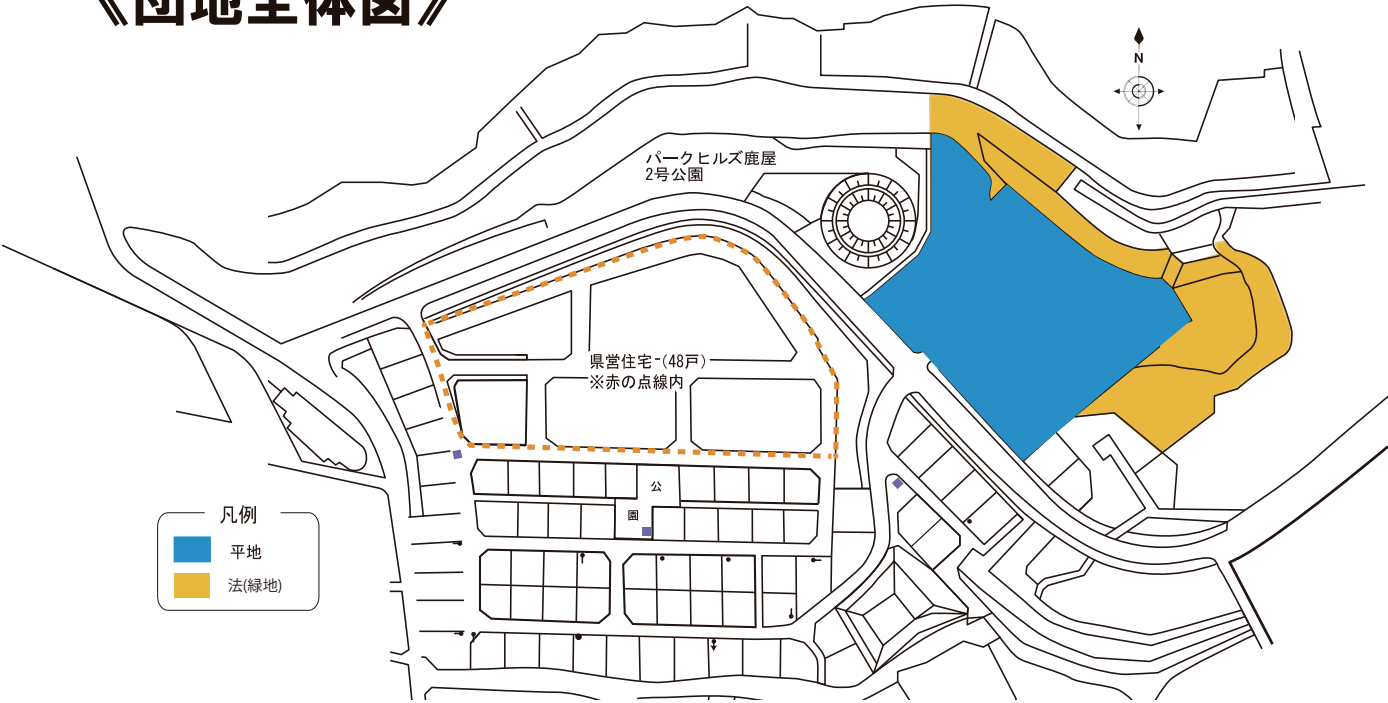 《団地全体図》
N
パークヒルズ鹿屋
2号公園
県営住宅-(48戸)
※赤の点線内
公
園
凡例
平地
法(緑地)